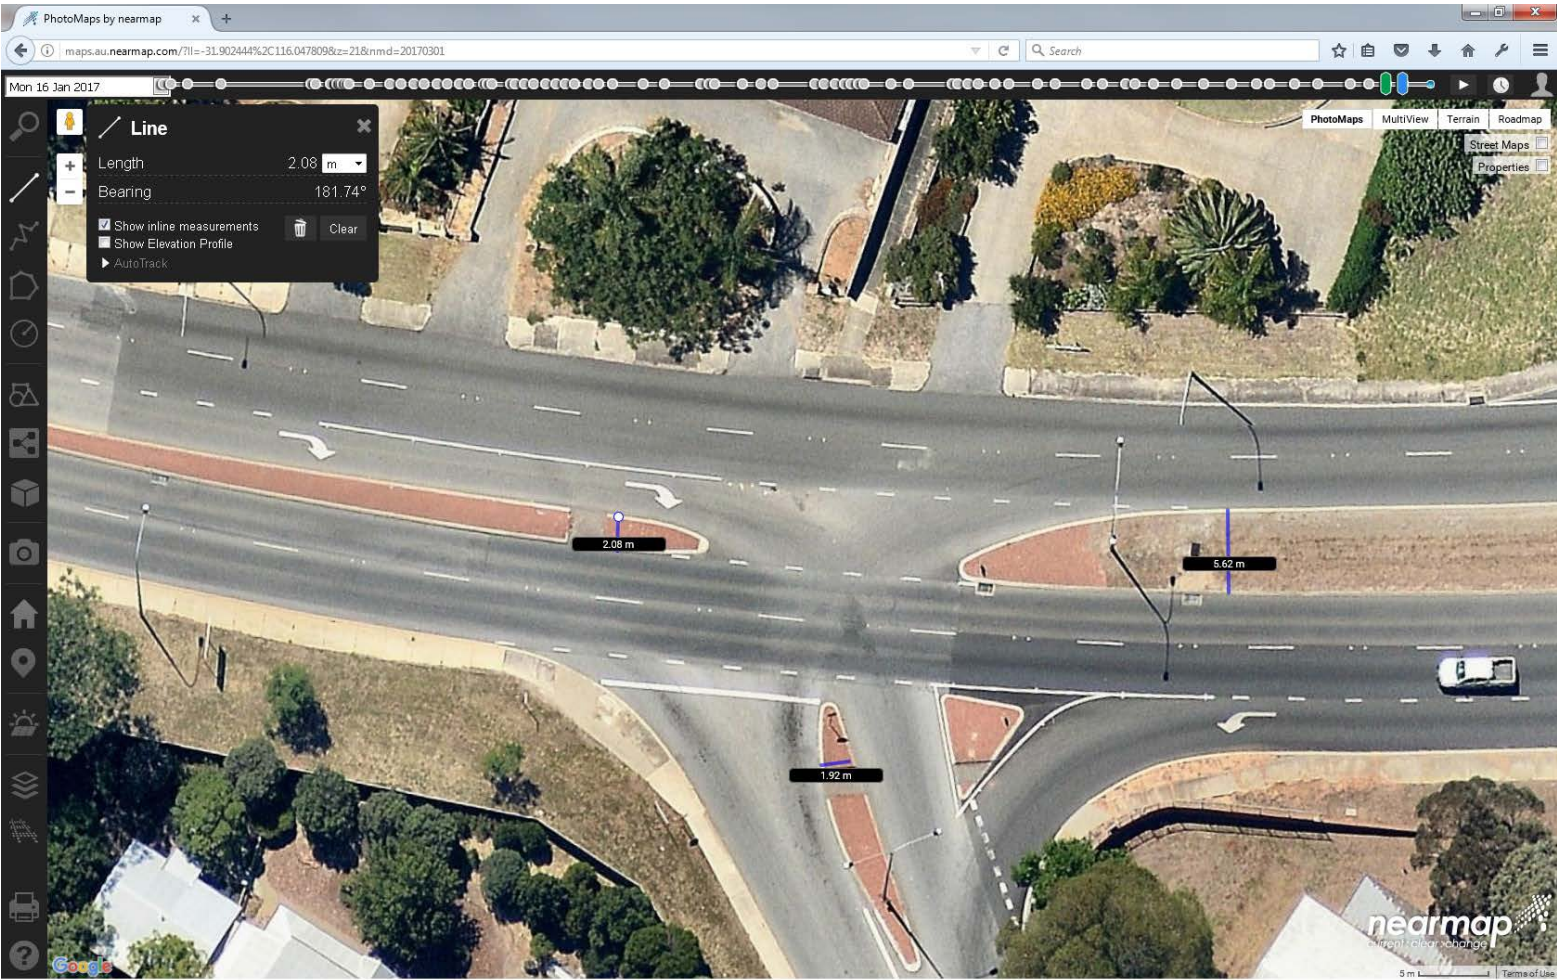 PhotoMaps by nearmap
maps.au.nearmap.com/?ll=-31.902444%2C116.047809&z=21&nmd=20170301
Search
Mon 16 Jan 2017
Line
Length 2.08 m
Bearing 181.74°
Show inline measurements
Clear
Show Elevation Profile
AutoTrack
PhotoMaps MultiView Terrain Roadmap
Street Maps
Properties
2.08 m
5.62 m
1.92 m
nearmap
current : clear : change
Google
5 m
Terms of Use